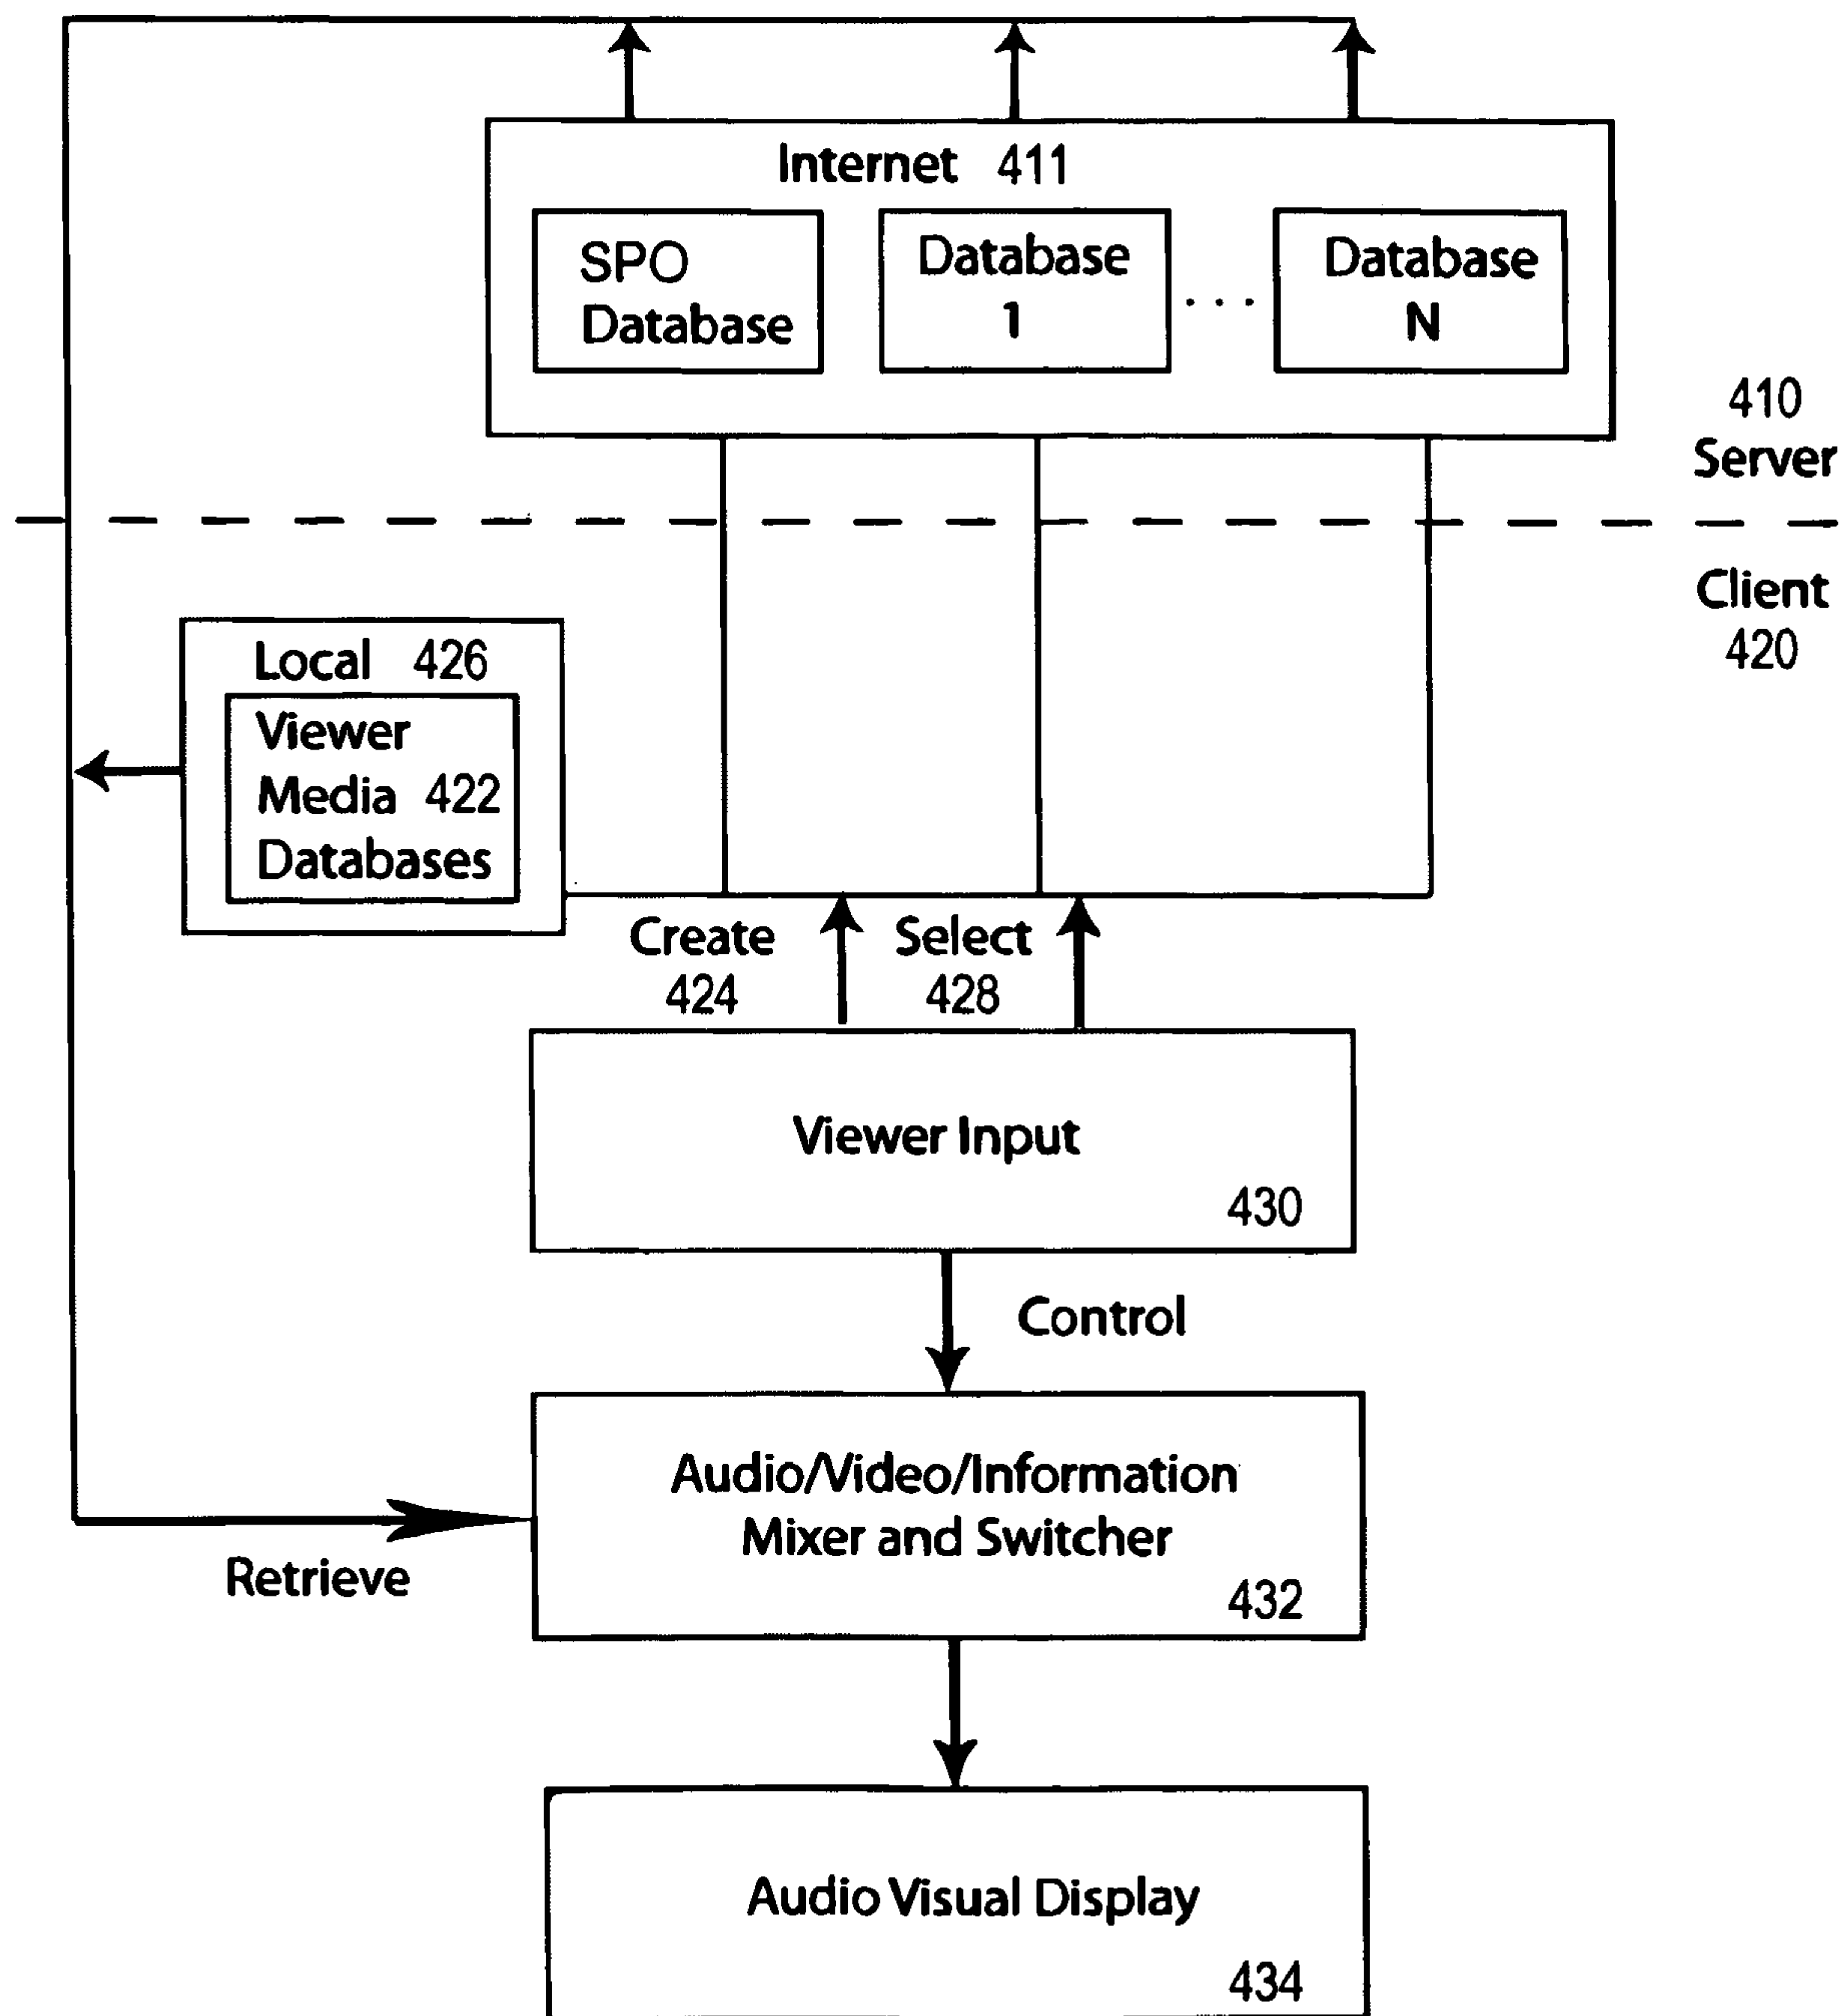 Internet 411
SPO
Database
Database
1
. . .
Database
N
410
Server
Client
420
Local 426
Viewer
Media 422
Databases
Create
424
Select
428
Viewer Input
430
Control
Audio/Video/Information
Mixer and Switcher
432
Retrieve
Audio Visual Display
434